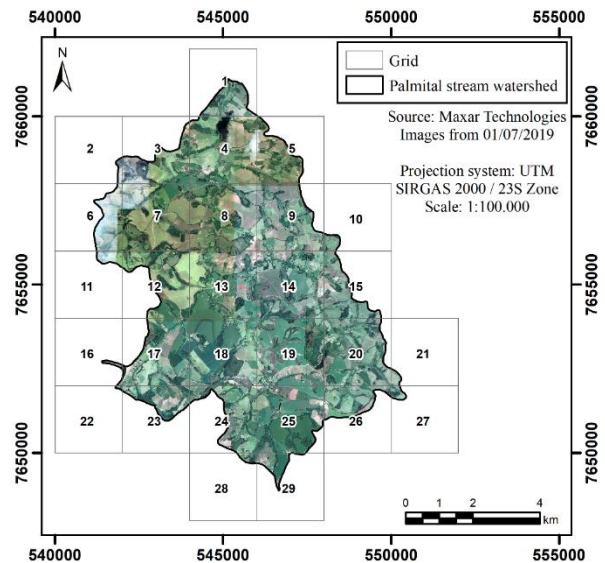 540000 545000 550000 555000
N
Grid
Palmital stream watershed
Source: Maxar Technologies
Images from 01/07/2019
Projection system: UTM
SIRGAS 2000 / 23S Zone
Scale: 1:100.000
7660000 7660000
1
2 3 4 5
6 7 8 9 10
7655000 7655000
11 12 13 14 15
16 17 18 19 20 21
22 23 24 25 26 27
7650000 7650000
28 29
0 2 4
km
540000 545000 550000 555000